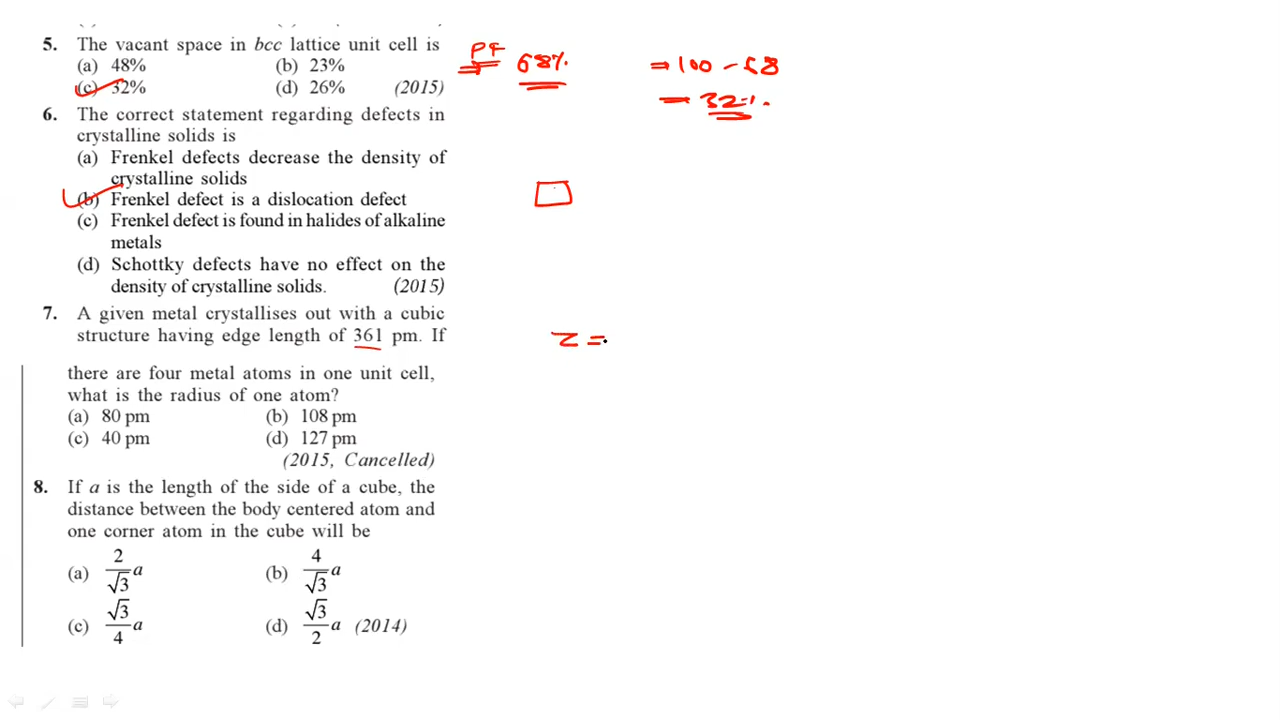 5. The vacant space in bcc lattice unit cell is
(a) 48% (b) 23%
(c) 32% (d) 26% (2015)
PF
⇒ 68%.
⇒ 100 - 68
⇒ 32%.
6. The correct statement regarding defects in
crystalline solids is
(a) Frenkel defects decrease the density of
crystalline solids
(b) Frenkel defect is a dislocation defect
(c) Frenkel defect is found in halides of alkaline
metals
(d) Schottky defects have no effect on the
density of crystalline solids. (2015)
7. A given metal crystallises out with a cubic
structure having edge length of 361 pm. If
Z =
there are four metal atoms in one unit cell,
what is the radius of one atom?
(a) 80 pm (b) 108 pm
(c) 40 pm (d) 127 pm
(2015, Cancelled)
8. If a is the length of the side of a cube, the
distance between the body centered atom and
one corner atom in the cube will be
(a) 2/√3 a (b) 4/√3 a
(c) √3/4 a (d) √3/2 a (2014)